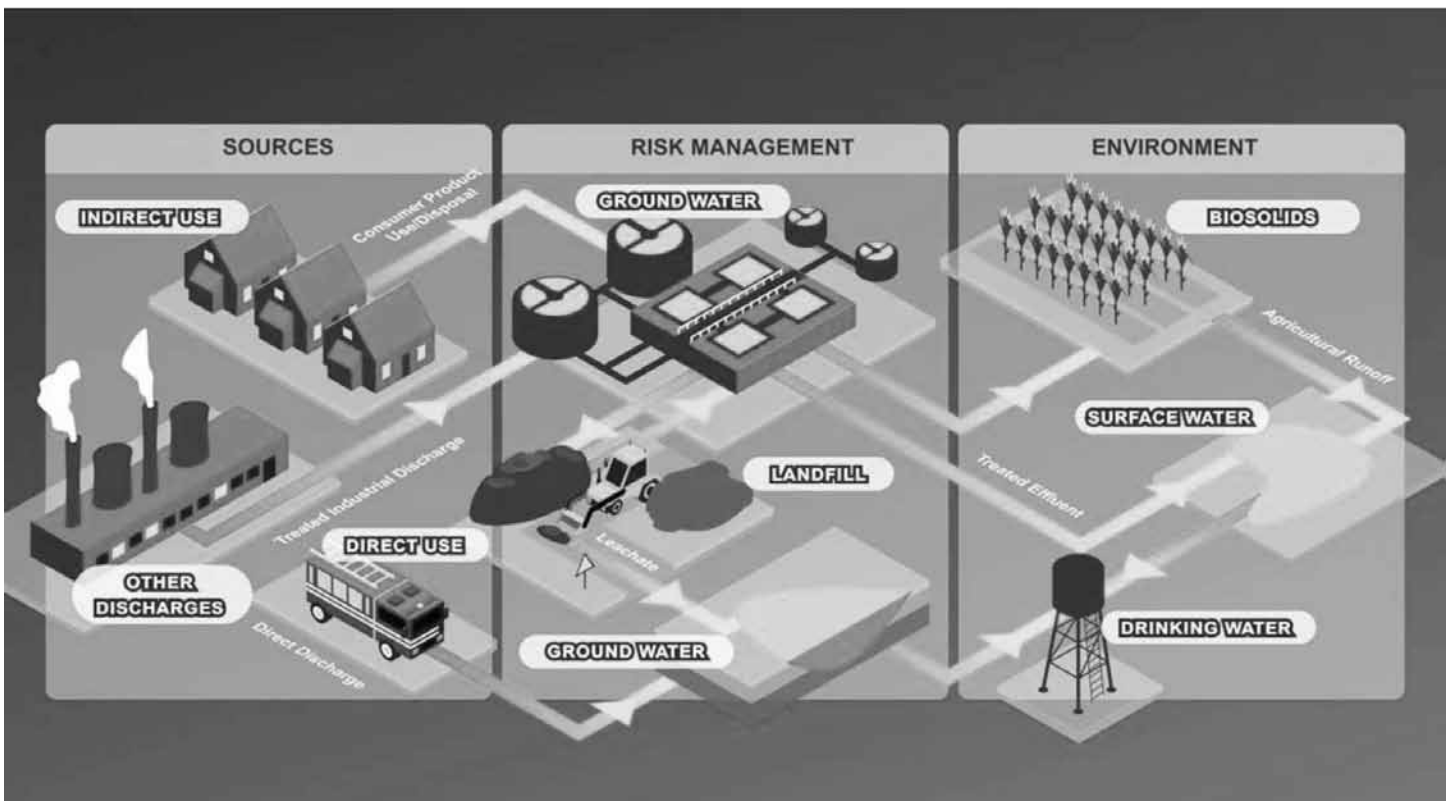 SOURCES
RISK MANAGEMENT
ENVIRONMENT
INDIRECT USE
Consumer Product
Use/Disposal
GROUND WATER
BIOSOLIDS
Agricultural Runoff
SURFACE WATER
Treated Industrial Discharge
LANDFILL
Treated Effluent
DIRECT USE
Leachate
OTHER
DISCHARGES
DRINKING WATER
GROUND WATER
Direct Discharge